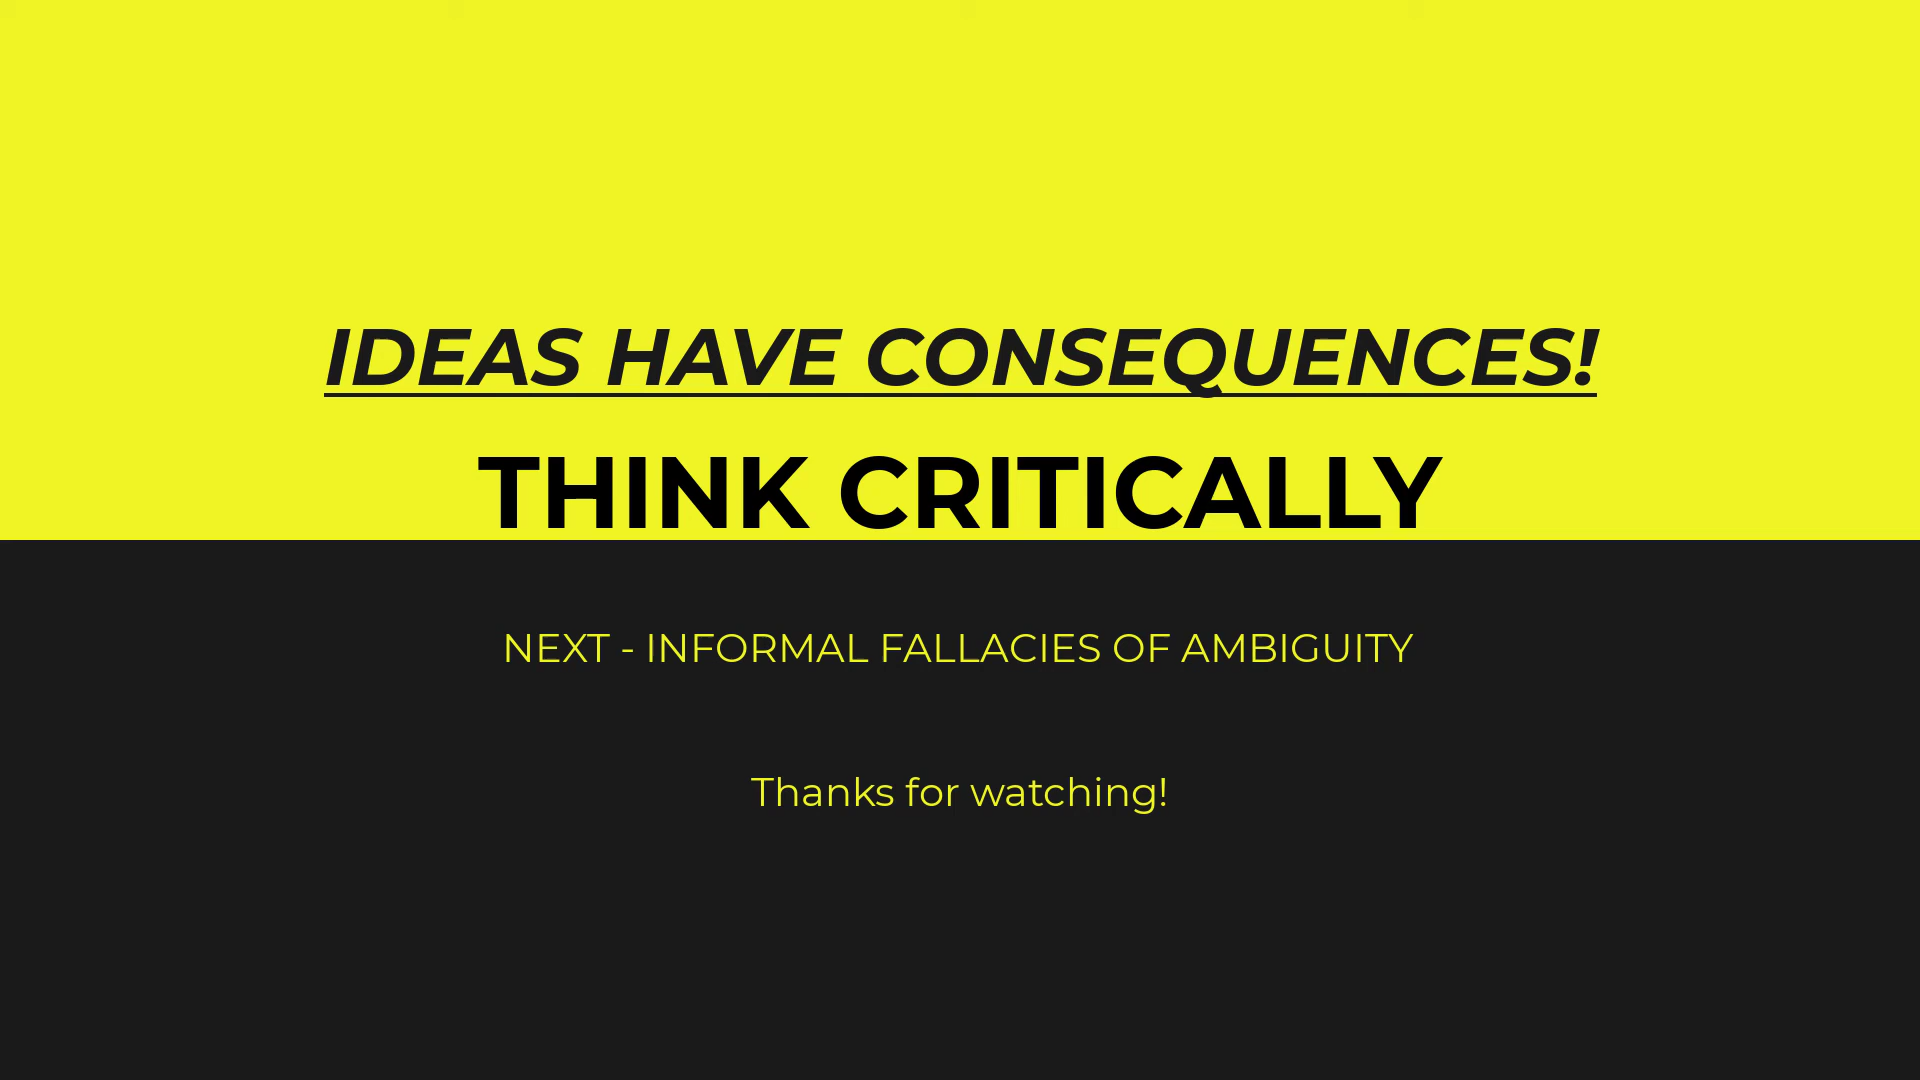 IDEAS HAVE CONSEQUENCES!
THINK CRITICALLY
NEXT - INFORMAL FALLACIES OF AMBIGUITY
Thanks for watching!